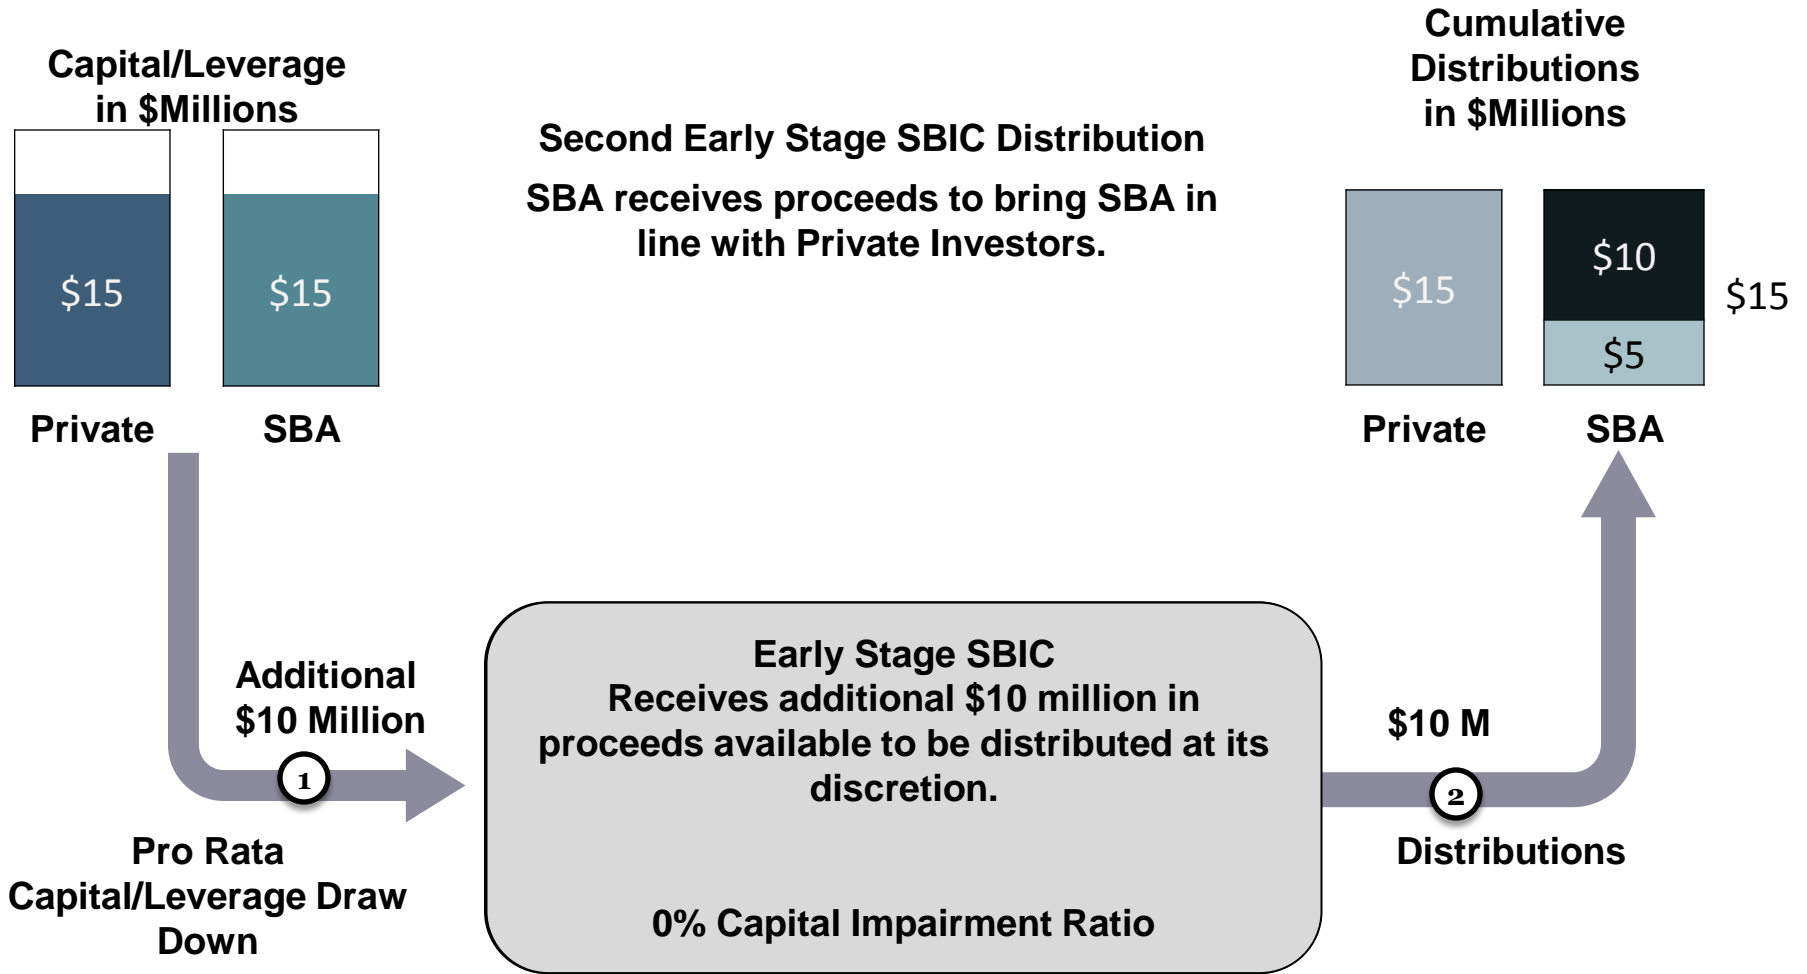 Capital/Leverage
in $Millions
$15
$15
Private
SBA
Second Early Stage SBIC Distribution
SBA receives proceeds to bring SBA in
line with Private Investors.
Cumulative
Distributions
in $Millions
$15
$10
$5
$15
Private
SBA
Additional
$10 Million
1
Pro Rata
Capital/Leverage Draw
Down
Early Stage SBIC
Receives additional $10 million in
proceeds available to be distributed at its
discretion.
0% Capital Impairment Ratio
$10 M
2
Distributions